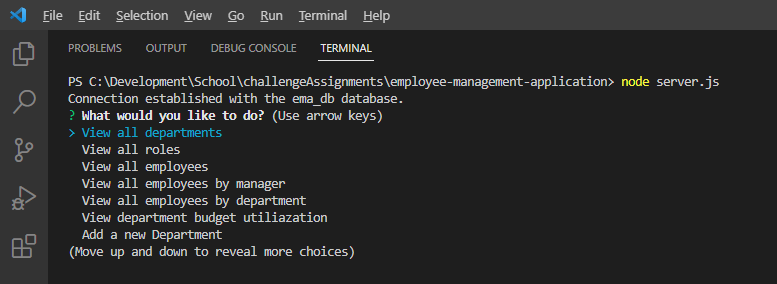 File Edit Selection View Go Run Terminal Help
PROBLEMS OUTPUT DEBUG CONSOLE TERMINAL
PS C:\Development\School\challengeAssignments\employee-management-application> node server.js
Connection established with the ema_db database.
? What would you like to do? (Use arrow keys)
> View all departments
View all roles
View all employees
View all employees by manager
View all employees by department
View department budget utiliazation
Add a new Department
(Move up and down to reveal more choices)